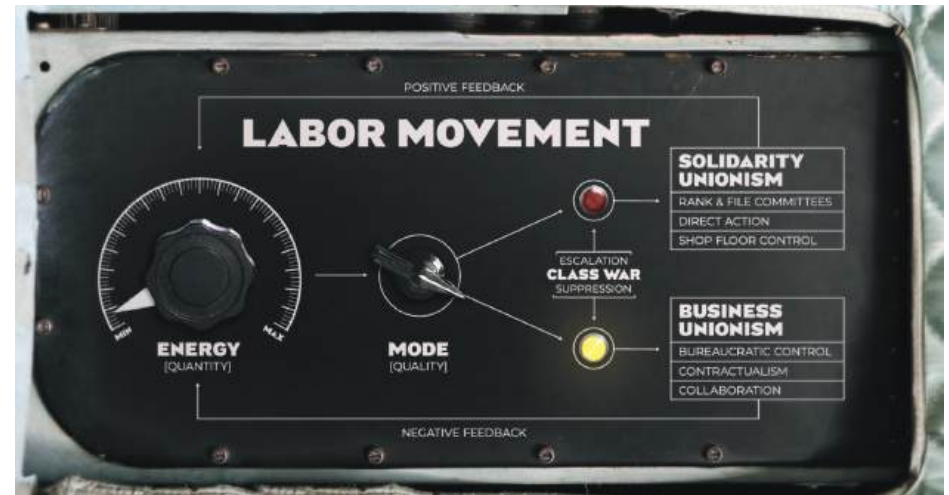 POSITIVE FEEDBACK
LABOR MOVEMENT
SOLIDARITY
UNIONISM
RANK & FILE COMMITTEES
DIRECT ACTION
SHOP FLOOR CONTROL
ESCALATION
CLASS WAR
SUPPRESSION
MIN
MAX
ENERGY
[QUANTITY]
MODE
[QUALITY]
BUSINESS
UNIONISM
BUREAUCRATIC CONTROL
CONTRACTUALISM
COLLABORATION
NEGATIVE FEEDBACK